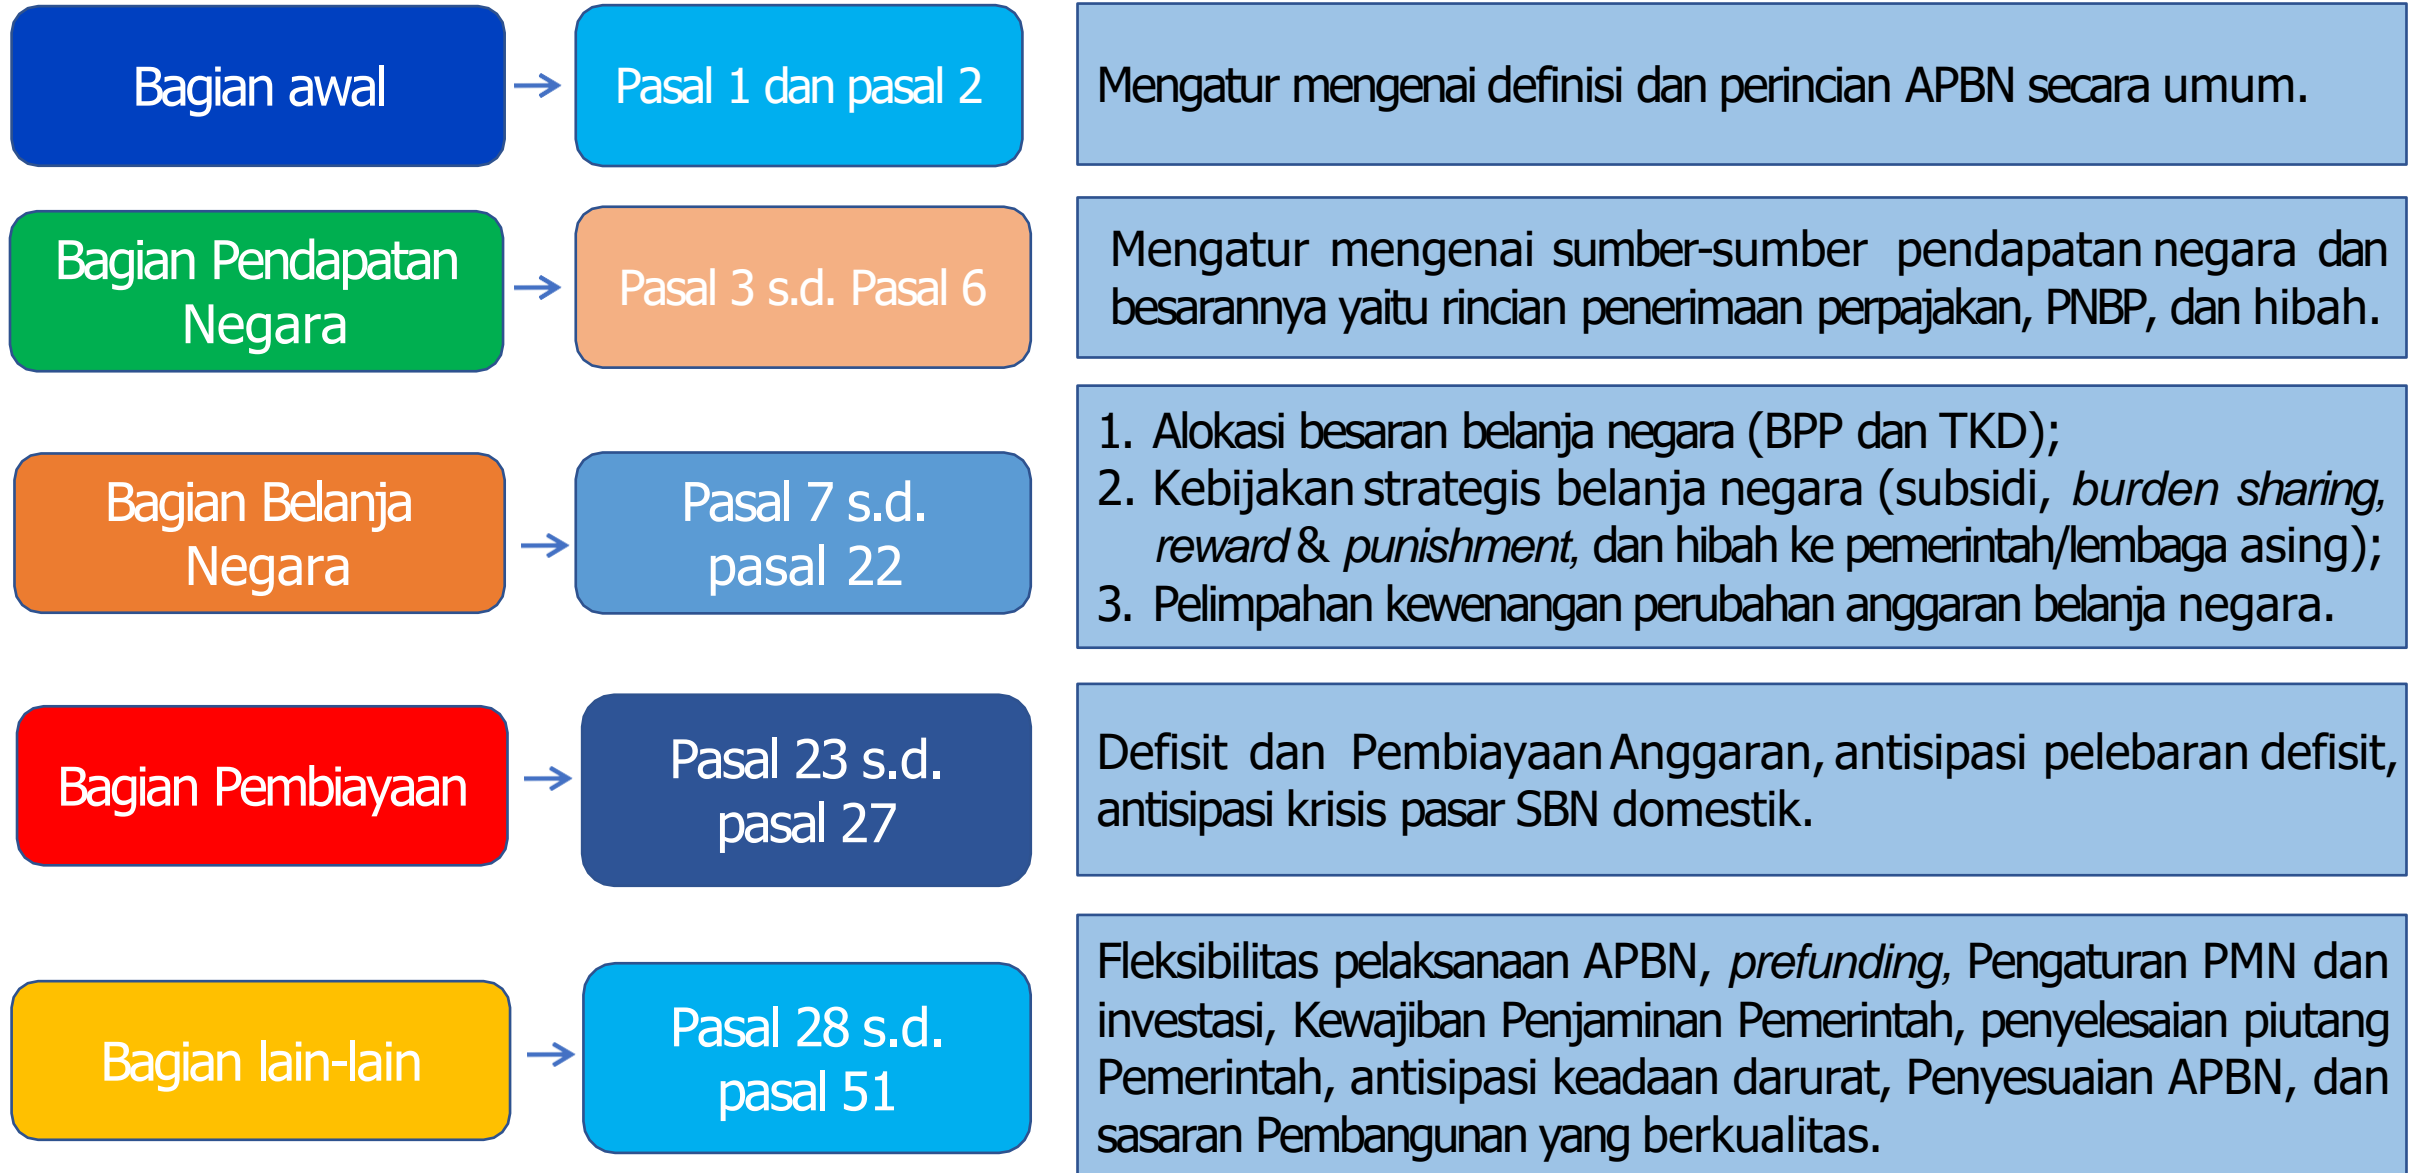 Bagian awal
Pasal 1 dan pasal 2
Mengatur mengenai definisi dan perincian APBN secara umum.
Bagian Pendapatan
Negara
Pasal 3 s.d. Pasal 6
Mengatur mengenai sumber-sumber pendapatan negara dan
besarannya yaitu rincian penerimaan perpajakan, PNBP, dan hibah.
Bagian Belanja
Negara
Pasal 7 s.d.
pasal 22
1. Alokasi besaran belanja negara (BPP dan TKD);
2. Kebijakan strategis belanja negara (subsidi, burden sharing,
reward & punishment, dan hibah ke pemerintah/lembaga asing);
3. Pelimpahan kewenangan perubahan anggaran belanja negara.
Bagian Pembiayaan
Pasal 23 s.d.
pasal 27
Defisit dan Pembiayaan Anggaran, antisipasi pelebaran defisit,
antisipasi krisis pasar SBN domestik.
Bagian lain-lain
Pasal 28 s.d.
pasal 51
Fleksibilitas pelaksanaan APBN, prefunding, Pengaturan PMN dan
investasi, Kewajiban Penjaminan Pemerintah, penyelesaian piutang
Pemerintah, antisipasi keadaan darurat, Penyesuaian APBN, dan
sasaran Pembangunan yang berkualitas.